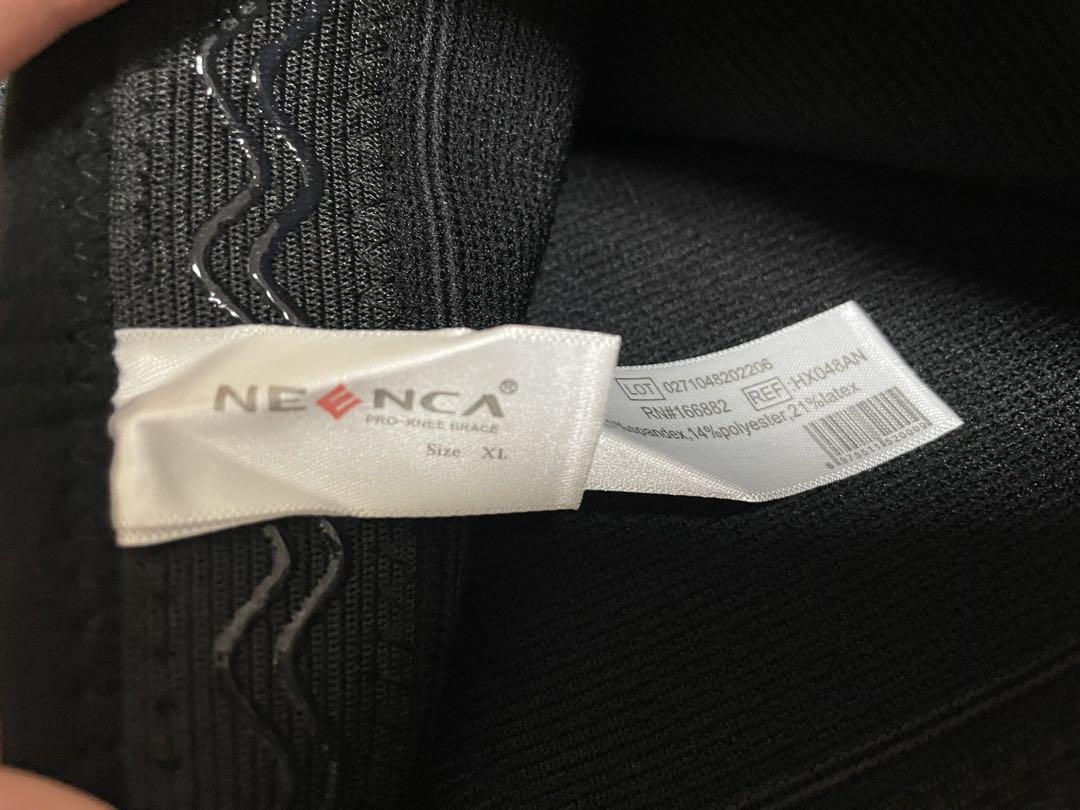 NEENCA®
PRO-KNEE BRACE
Size XL
LOT 0271048202206
RN#166882 REF :HX048AN
%spandex,14%polyester,21%latex